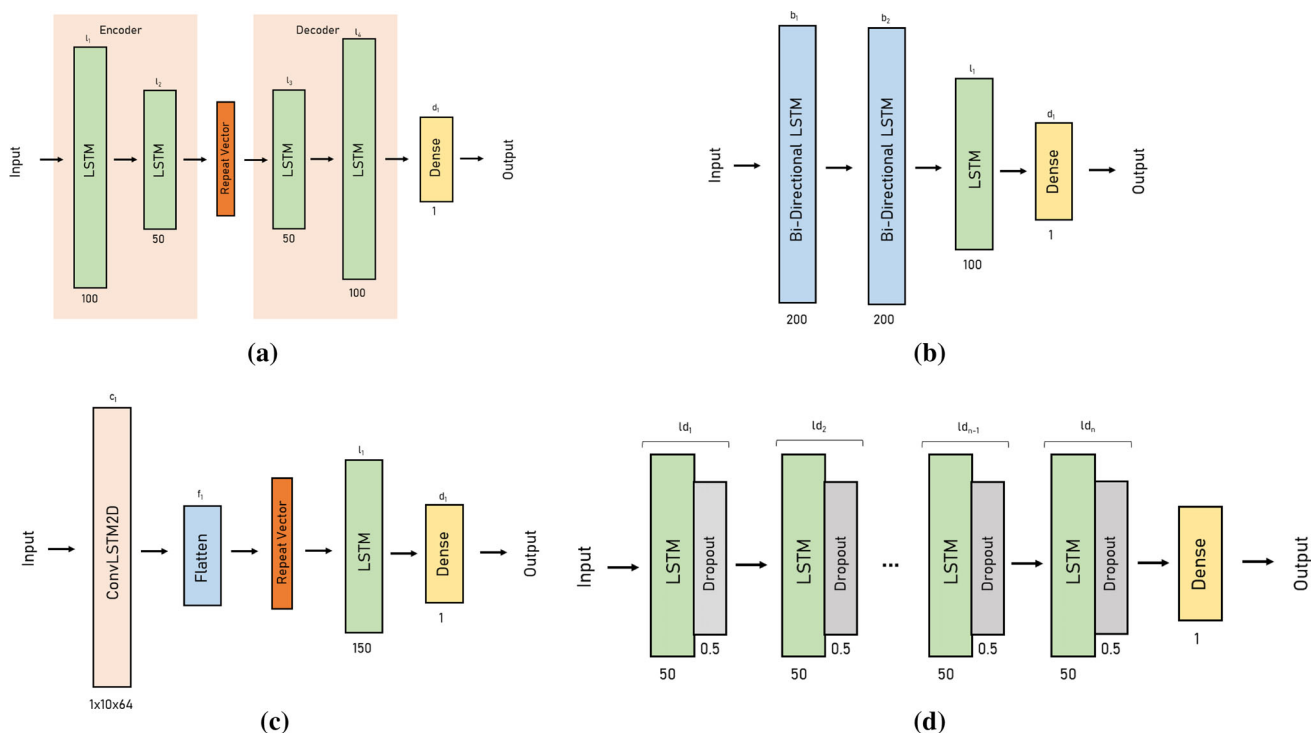 Encoder
Decoder
l₁
l₂
l₃
l₄
d₁
Input
LSTM
LSTM
Repeat Vector
LSTM
LSTM
Dense
Output
100
50
50
100
1
(a)
b₁
b₂
l₁
d₁
Input
Bi-Directional LSTM
Bi-Directional LSTM
LSTM
Dense
Output
200
200
100
1
(b)
c₁
f₁
l₁
d₁
Input
ConvLSTM2D
Flatten
Repeat Vector
LSTM
Dense
Output
1x10x64
150
1
(c)
ld₁
ld₂
ldₙ₋₁
ldₙ
Input
LSTM
Dropout
LSTM
Dropout
...
LSTM
Dropout
LSTM
Dropout
Dense
Output
50
0.5
50
0.5
50
0.5
50
0.5
1
(d)